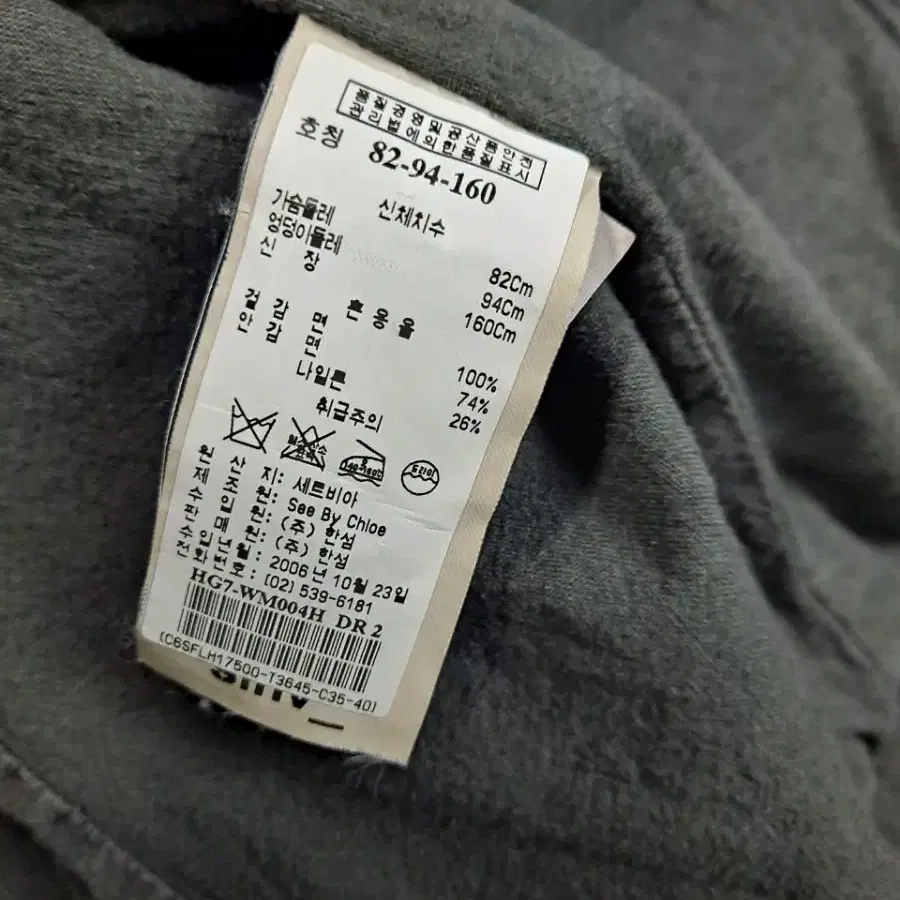 품질경영및공산품안전
관리법에의한품질표시
호칭 82-94-160
신체치수
가슴둘레 82Cm
엉덩이둘레 94Cm
신 장 160Cm
혼 용 율
겉 감 면 100%
안 감 면 74%
나일론 26%
취급주의
드라이
원 산 지: 세르비아
제 조 원: See By Chloe
수 입 원: (주) 한섬
판 매 원: (주) 한섬
수입년월: 2006년 10월 23일
전화번호: (02) 539-6181
HG7-WM004H DR 2
(C6SFLH17500-T3645-C35-40)